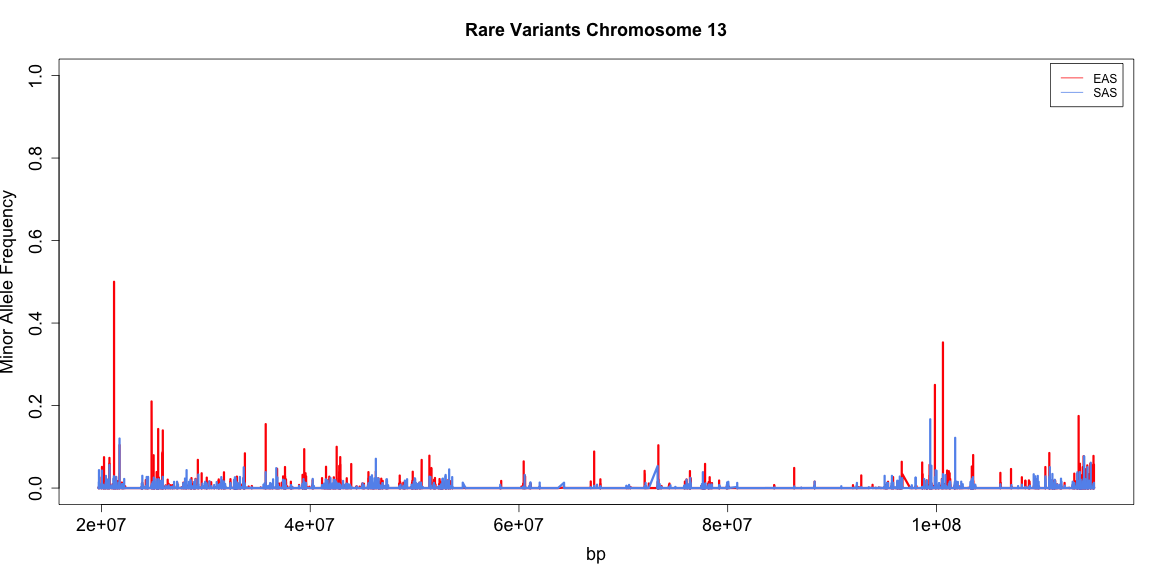 Rare Variants Chromosome 13
EAS
SAS
Minor Allele Frequency
1.0
0.8
0.6
0.4
0.2
0.0
2e+07 4e+07 6e+07 8e+07 1e+08
bp